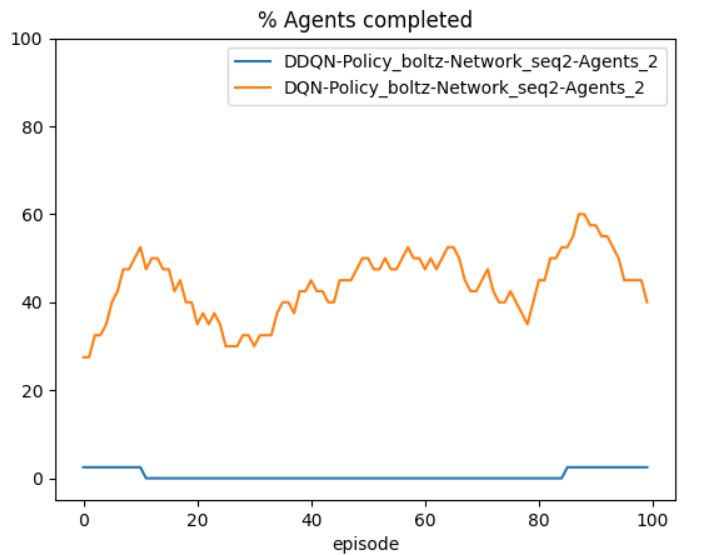 % Agents completed
100
80
60
40
20
0
DDQN-Policy_boltz-Network_seq2-Agents_2
DQN-Policy_boltz-Network_seq2-Agents_2
0 20 40 60 80 100
episode